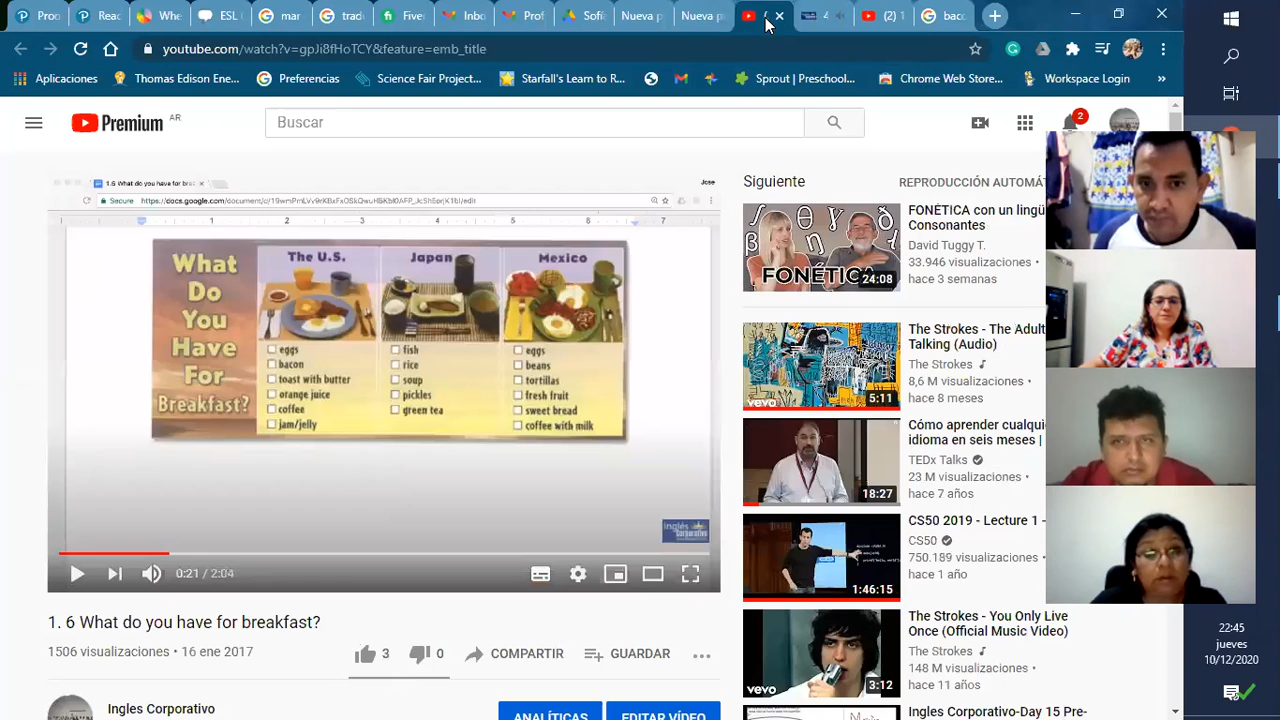 Proc
Reac
Whe
ESL (
mar
trade
Fiver
Inbo
Prof
Sofi
Nueva p
Nueva p
(2) 1
bacc
youtube.com/watch?v=gpJi8fHoTCY&feature=emb_title
Aplicaciones
Thomas Edison Ene...
Preferencias
Science Fair Project...
Starfall's Learn to R...
Sprout | Preschool...
Chrome Web Store...
Workspace Login
»
Premium AR
Buscar
2
1.6 What do you have for bre
Jose
Secure
What
Do
You
Have
For
Breakfast?
The U.S.
eggs
bacon
toast with butter
orange juice
coffee
jam/jelly
Japan
fish
rice
soup
pickles
green tea
Mexico
eggs
beans
tortillas
fresh fruit
sweet bread
coffee with milk
inglés
corporativo
0:21 / 2:04
1. 6 What do you have for breakfast?
1506 visualizaciones • 16 ene 2017
3
0
COMPARTIR
GUARDAR
Ingles Corporativo
ANALÍTICAS
EDITAR VÍDEO
Siguiente
REPRODUCCIÓN AUTOMÁT
FONÉTICA
24:08
FONÉTICA con un lingü
Consonantes
David Tuggy T.
33.946 visualizaciones •
hace 3 semanas
vevo
5:11
The Strokes - The Adult
Talking (Audio)
The Strokes
8,6 M visualizaciones •
hace 8 meses
18:27
Cómo aprender cualqui
idioma en seis meses |
TEDx Talks
23 M visualizaciones •
hace 7 años
1:46:15
CS50 2019 - Lecture 1 -
CS50
750.189 visualizaciones •
hace 1 año
vevo
3:12
The Strokes - You Only Live
Once (Official Music Video)
The Strokes
148 M visualizaciones •
hace 11 años
Ingles Corporativo-Day 15 Pre-
22:45
jueves
10/12/2020